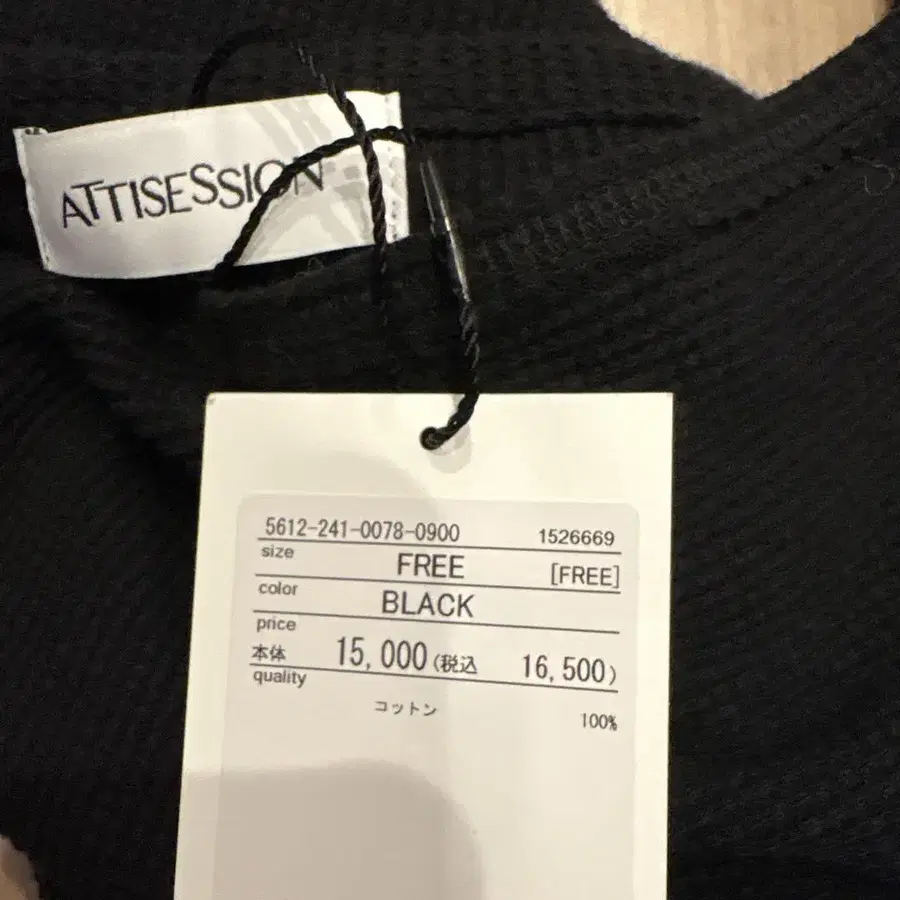 ATTISESSION
5612-241-0078-0900 1526669
size FREE [FREE]
color BLACK
price
本体 15,000(税込 16,500)
quality
コットン 100%